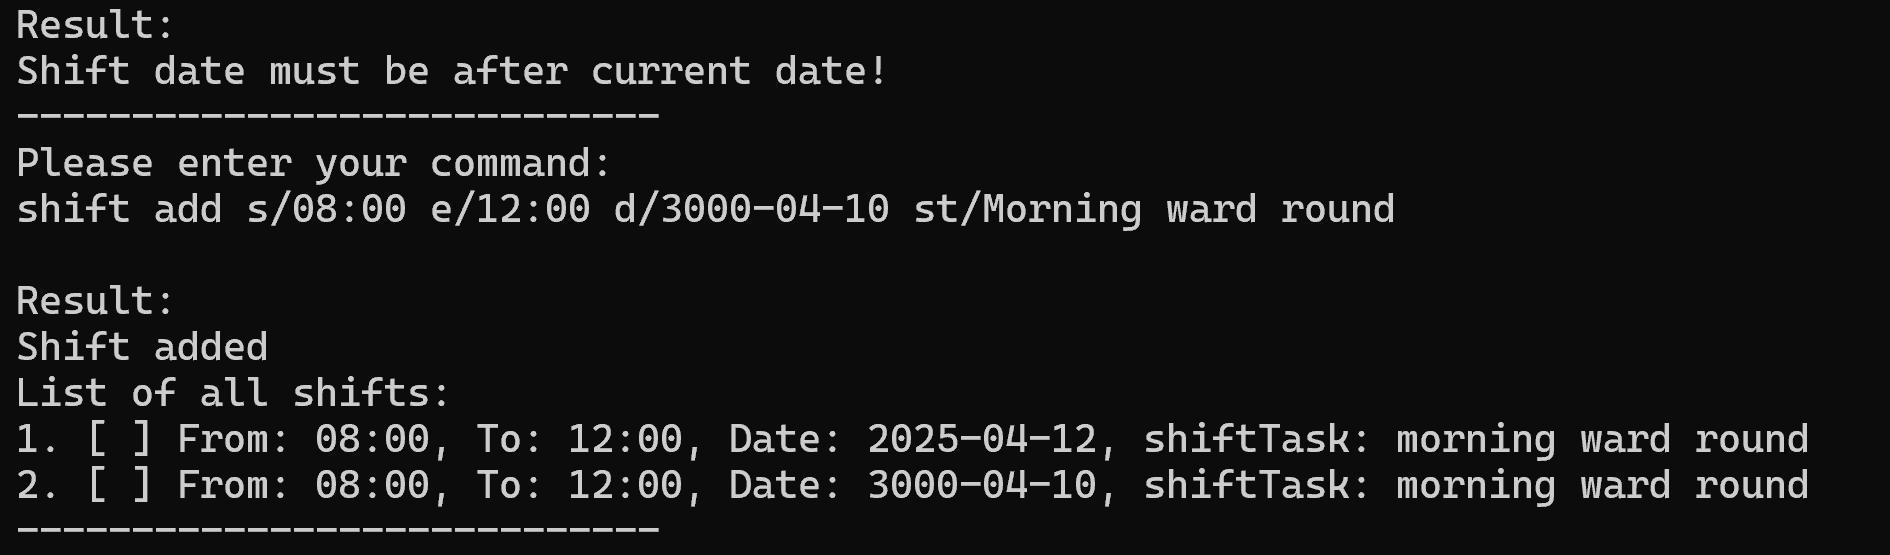 Result:
Shift date must be after current date!
----------------------------
Please enter your command:
shift add s/08:00 e/12:00 d/3000-04-10 st/Morning ward round
Result:
Shift added
List of all shifts:
1. [ ] From: 08:00, To: 12:00, Date: 2025-04-12, shiftTask: morning ward round
2. [ ] From: 08:00, To: 12:00, Date: 3000-04-10, shiftTask: morning ward round
----------------------------